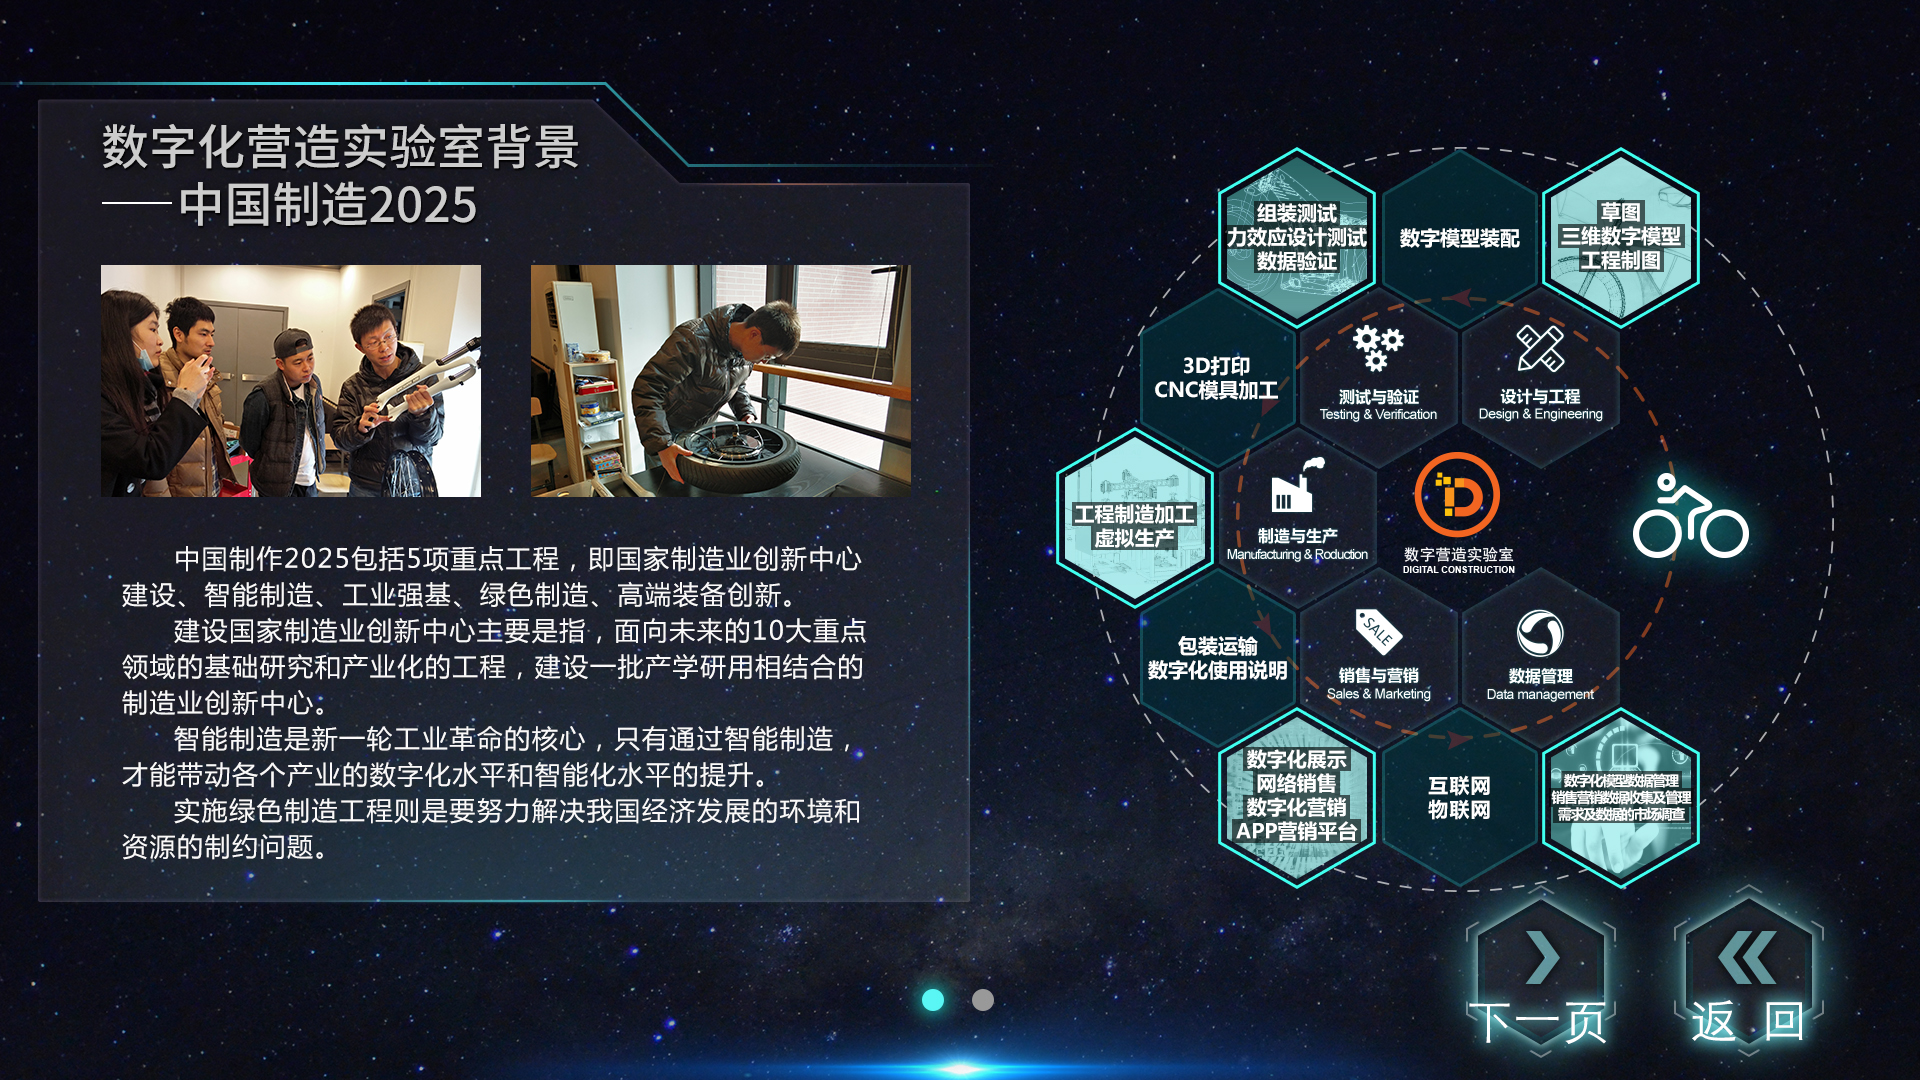 数字化营造实验室背景
——中国制造2025
中国制作2025包括5项重点工程，即国家制造业创新中心
建设、智能制造、工业强基、绿色制造、高端装备创新。
建设国家制造业创新中心主要是指，面向未来的10大重点
领域的基础研究和产业化的工程，建设一批产学研用相结合的
制造业创新中心。
智能制造是新一轮工业革命的核心，只有通过智能制造，
才能带动各个产业的数字化水平和智能化水平的提升。
实施绿色制造工程则是要努力解决我国经济发展的环境和
资源的制约问题。
组装测试
力效应设计测试
数据验证
数字模型装配
草图
三维数字模型
工程制图
3D打印
CNC模具加工
测试与验证
Testing & Verification
设计与工程
Design & Engineering
工程制造加工
虚拟生产
制造与生产
Manufacturing & Roduction
数字营造实验室
DIGITAL CONSTRUCTION
包装运输
数字化使用说明
SALE
销售与营销
Sales & Marketing
数据管理
Data management
数字化展示
网络销售
数字化营销
APP营销平台
互联网
物联网
数字化模型数据管理
销售营销数据收集及管理
需求及数据的市场调查
下一页
返 回